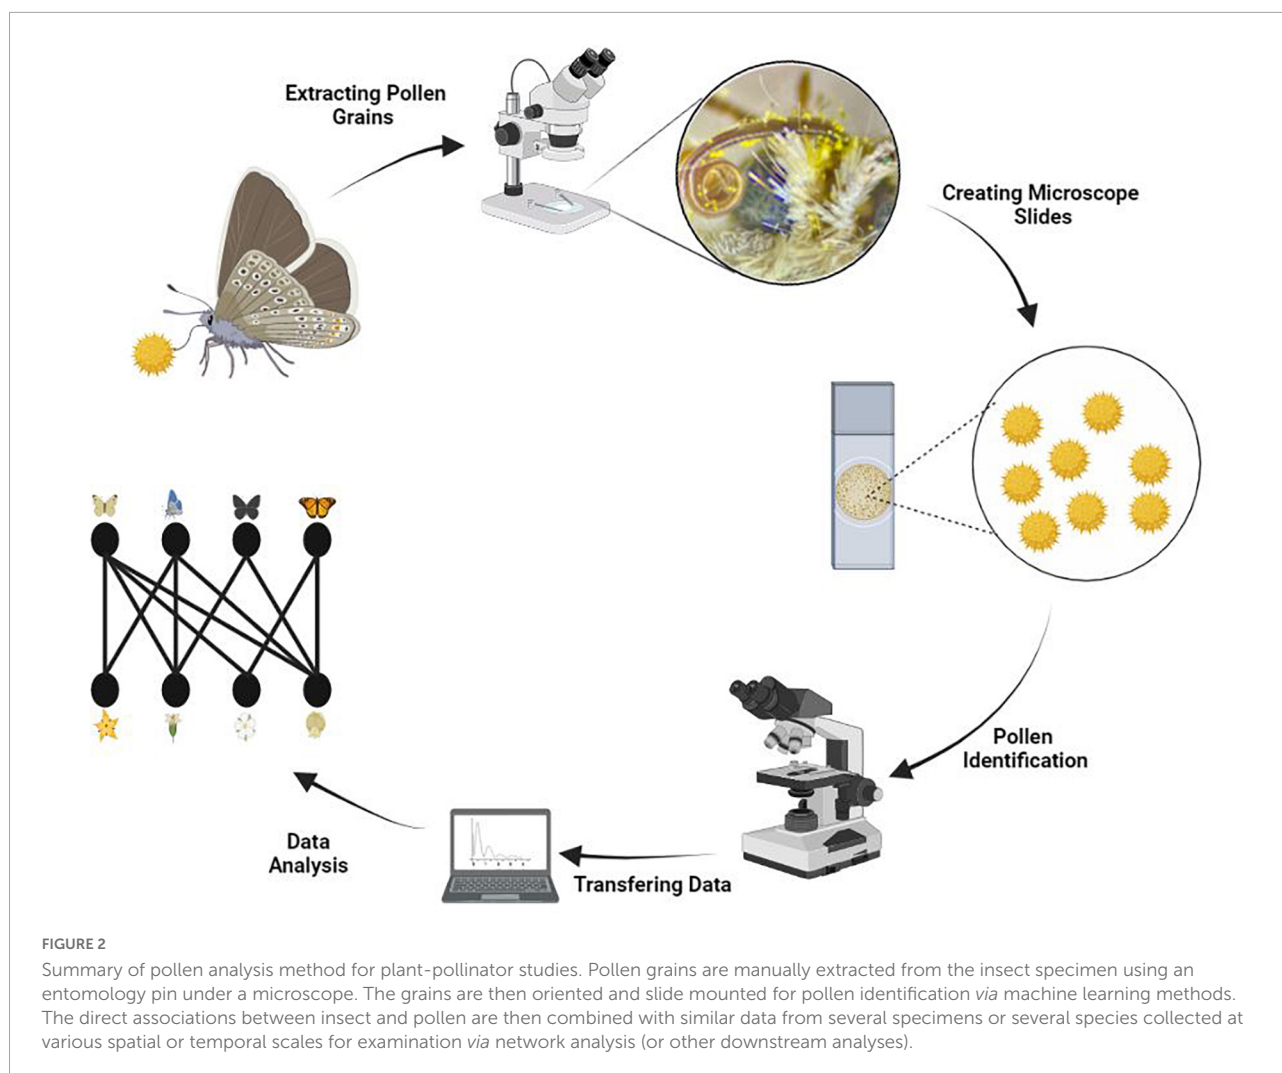 Extracting Pollen
Grains
Creating Microscope
Slides
Pollen
Identification
Transfering Data
Data
Analysis
FIGURE 2
Summary of pollen analysis method for plant-pollinator studies. Pollen grains are manually extracted from the insect specimen using an
entomology pin under a microscope. The grains are then oriented and slide mounted for pollen identification via machine learning methods.
The direct associations between insect and pollen are then combined with similar data from several specimens or several species collected at
various spatial or temporal scales for examination via network analysis (or other downstream analyses).